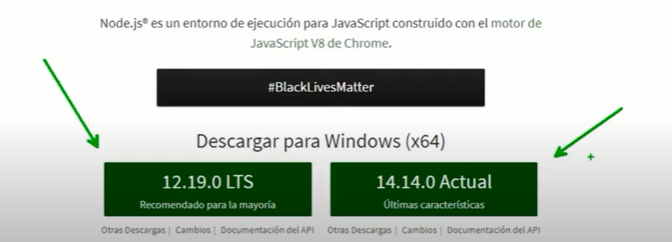 Node.js® es un entorno de ejecución para JavaScript construido con el motor de
JavaScript V8 de Chrome.
#BlackLivesMatter
Descargar para Windows (x64)
12.19.0 LTS
Recomendado para la mayoría
14.14.0 Actual
Últimas características
Otras Descargas | Cambios | Documentación del API
Otras Descargas | Cambios | Documentación del API